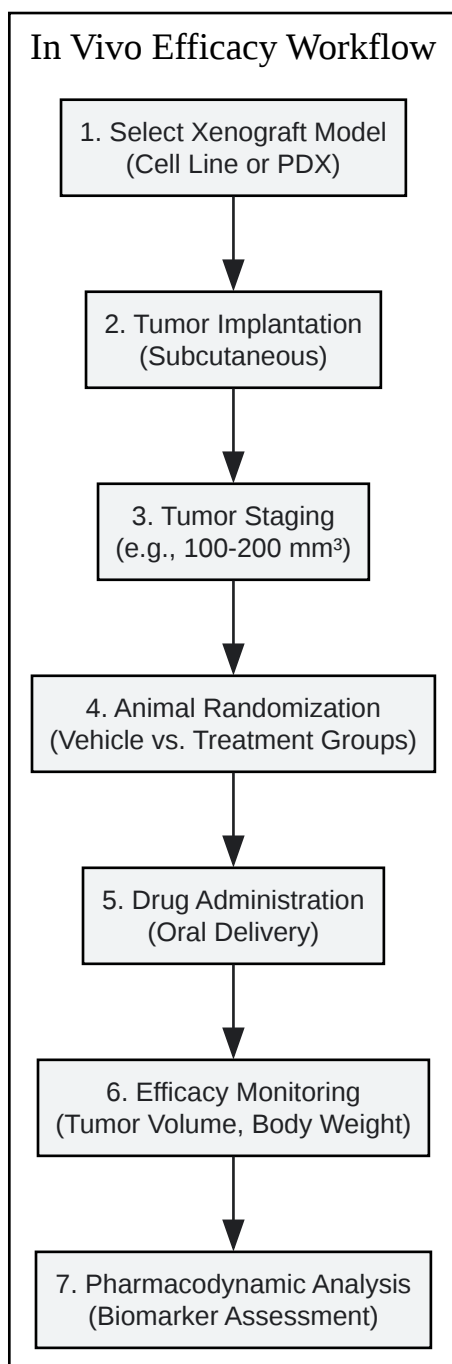 In Vivo Efficacy Workflow
1. Select Xenograft Model
(Cell Line or PDX)
2. Tumor Implantation
(Subcutaneous)
3. Tumor Staging
(e.g., 100-200 mm³)
4. Animal Randomization
(Vehicle vs. Treatment Groups)
5. Drug Administration
(Oral Delivery)
6. Efficacy Monitoring
(Tumor Volume, Body Weight)
7. Pharmacodynamic Analysis
(Biomarker Assessment)